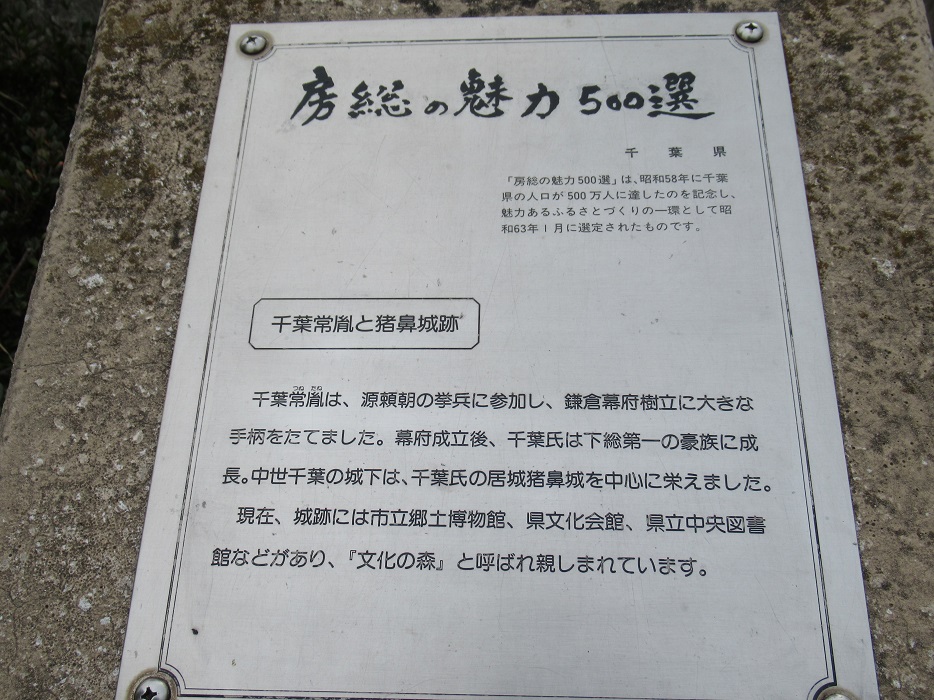 房総の魅力500選
千葉県
「房総の魅力500選」は、昭和58年に千葉
県の人口が500万人に達したのを記念し、
魅力あるふるさとづくりの一環として昭
和63年1月に選定されたものです。
千葉常胤と猪鼻城跡
千葉常胤は、源頼朝の挙兵に参加し、鎌倉幕府樹立に大きな
手柄をたてました。幕府成立後、千葉氏は下総第一の豪族に成
長。中世千葉の城下は、千葉氏の居城猪鼻城を中心に栄えました。
現在、城跡には市立郷土博物館、県文化会館、県立中央図書
館などがあり、『文化の森』と呼ばれ親しまれています。